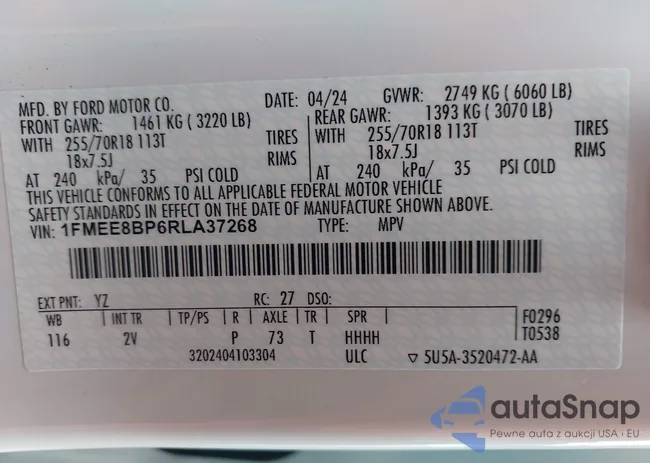 MFD. BY FORD MOTOR CO.
DATE: 04/24 GVWR: 2749 KG ( 6060 LB)
FRONT GAWR: 1461 KG ( 3220 LB) REAR GAWR: 1393 KG ( 3070 LB)
WITH 255/70R18 113T TIRES WITH 255/70R18 113T TIRES
18x7.5J RIMS 18x7.5J RIMS
AT 240 kPa/ 35 PSI COLD AT 240 kPa/ 35 PSI COLD
THIS VEHICLE CONFORMS TO ALL APPLICABLE FEDERAL MOTOR VEHICLE
SAFETY STANDARDS IN EFFECT ON THE DATE OF MANUFACTURE SHOWN ABOVE.
VIN: 1FMEE8BP6RLA37268 TYPE: MPV
EXT PNT: YZ RC: 27 DSO:
WB INT TR TP/PS R AXLE TR SPR F0296
116 2V P 73 T HHHH T0538
3202404103304 ULC ▽ 5U5A-3520472-AA
autaSnap
Pewne auta z aukcji USA i EU